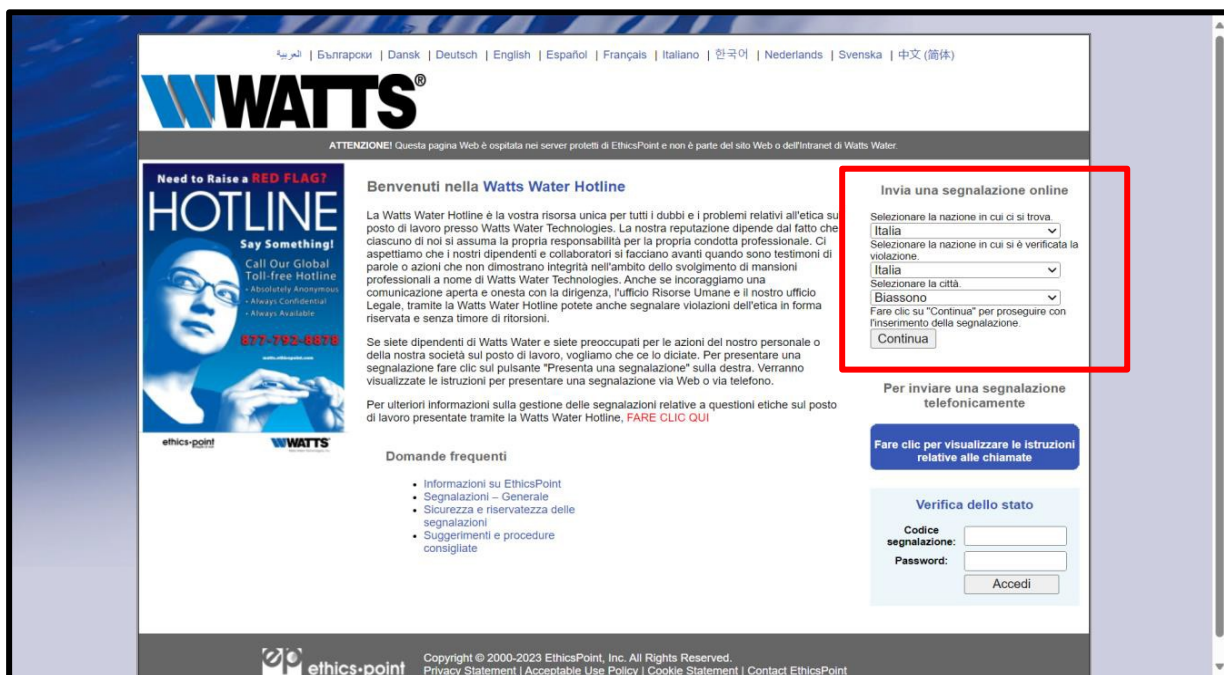 العربية | Български | Dansk | Deutsch | English | Español | Français | Italiano | 한국어 | Nederlands | Svenska | 中文 (简体)
WATTS®
ATTENZIONE! Questa pagina Web è ospitata nei server protetti di EthicsPoint e non è parte del sito Web o dell'Intranet di Watts Water.
Need to Raise a RED FLAG?
HOTLINE
Say Something!
Call Our Global
Toll-free Hotline
• Absolutely Anonymous
• Always Confidential
• Always Available
877-792-8878
watts.ethicspoint.com
ethics-point
WATTS
Benvenuti nella Watts Water Hotline
La Watts Water Hotline è la vostra risorsa unica per tutti i dubbi e i problemi relativi all'etica su
posto di lavoro presso Watts Water Technologies. La nostra reputazione dipende dal fatto che
ciascuno di noi si assuma la propria responsabilità per la propria condotta professionale. Ci
aspettiamo che i nostri dipendenti e collaboratori si facciano avanti quando sono testimoni di
parole o azioni che non dimostrano integrità nell'ambito dello svolgimento di mansioni
professionali a nome di Watts Water Technologies. Anche se incoraggiamo una
comunicazione aperta e onesta con la dirigenza, l'ufficio Risorse Umane e il nostro ufficio
Legale, tramite la Watts Water Hotline potete anche segnalare violazioni dell'etica in forma
riservata e senza timore di ritorsioni.
Se siete dipendenti di Watts Water e siete preoccupati per le azioni del nostro personale o
della nostra società sul posto di lavoro, vogliamo che ce lo diciate. Per presentare una
segnalazione fare clic sul pulsante "Presenta una segnalazione" sulla destra. Verranno
visualizzate le istruzioni per presentare una segnalazione via Web o via telefono.
Per ulteriori informazioni sulla gestione delle segnalazioni relative a questioni etiche sul posto
di lavoro presentate tramite la Watts Water Hotline, FARE CLIC QUI
Domande frequenti
• Informazioni su EthicsPoint
• Segnalazioni – Generale
• Sicurezza e riservatezza delle
segnalazioni
• Suggerimenti e procedure
consigliate
Invia una segnalazione online
Selezionare la nazione in cui ci si trova.
Italia
Selezionare la nazione in cui si è verificata la
violazione.
Italia
Selezionare la città.
Biassono
Fare clic su "Continua" per proseguire con
l'inserimento della segnalazione.
Continua
Per inviare una segnalazione
telefonicamente
Fare clic per visualizzare le istruzioni
relative alle chiamate
Verifica dello stato
Codice
segnalazione:
Password:
Accedi
ep ethics-point
Copyright © 2000-2023 EthicsPoint, Inc. All Rights Reserved.
Privacy Statement | Acceptable Use Policy | Cookie Statement | Contact EthicsPoint